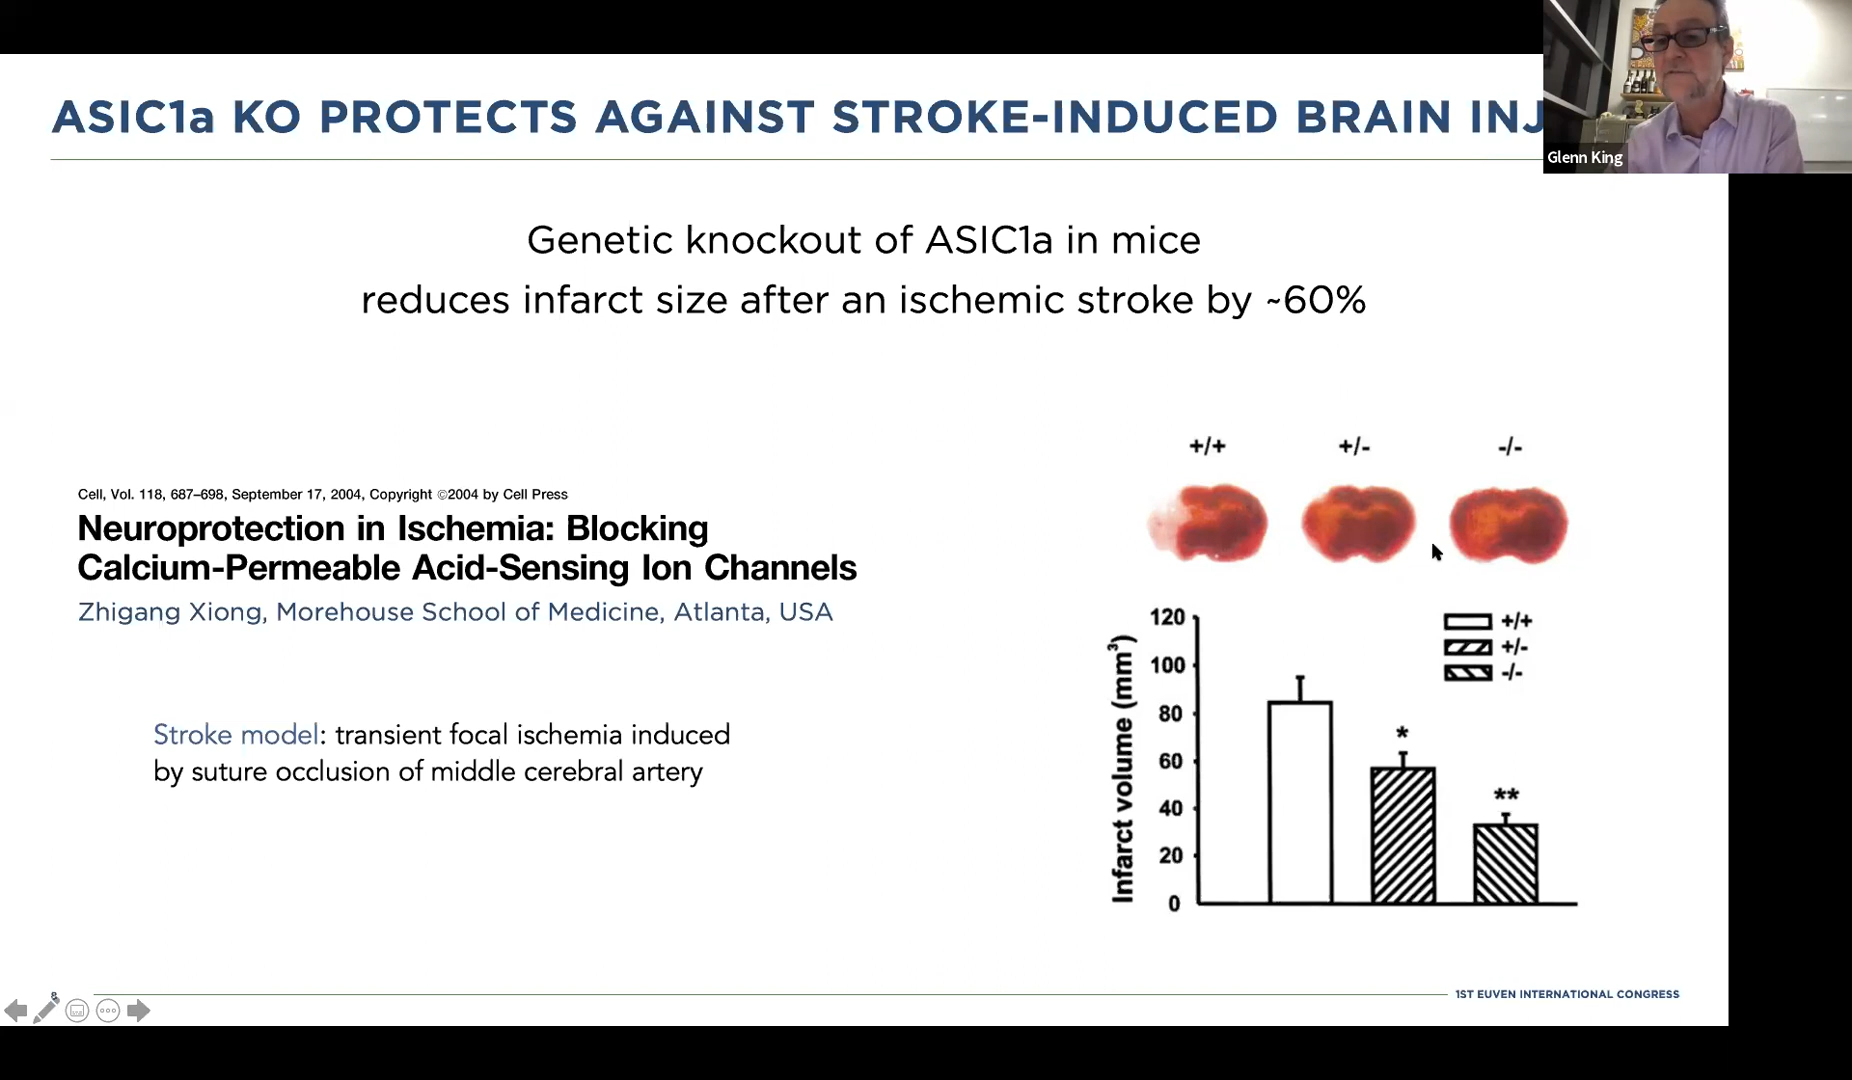 ASIC1a KO PROTECTS AGAINST STROKE-INDUCED BRAIN INJ
Glenn King
Genetic knockout of ASIC1a in mice
reduces infarct size after an ischemic stroke by ~60%
Cell, Vol. 118, 687–698, September 17, 2004, Copyright ©2004 by Cell Press
Neuroprotection in Ischemia: Blocking
Calcium-Permeable Acid-Sensing Ion Channels
Zhigang Xiong, Morehouse School of Medicine, Atlanta, USA
Stroke model: transient focal ischemia induced
by suture occlusion of middle cerebral artery
+/+ +/- -/-
Infarct volume (mm³)
120
100
80
60
40
20
0
+/+
+/-
-/-
*
**
8
1ST EUVEN INTERNATIONAL CONGRESS